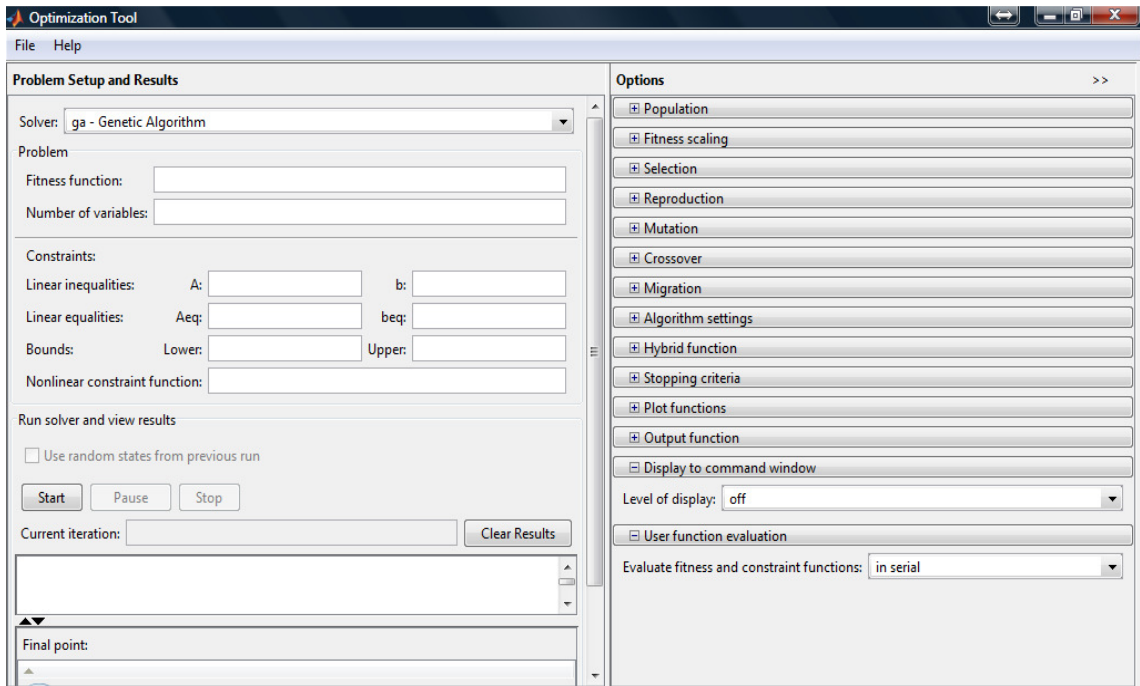 Optimization Tool
File Help
Problem Setup and Results
Solver: ga - Genetic Algorithm
Problem
Fitness function:
Number of variables:
Constraints:
Linear inequalities: A: b:
Linear equalities: Aeq: beq:
Bounds: Lower: Upper:
Nonlinear constraint function:
Run solver and view results
Use random states from previous run
Start Pause Stop
Current iteration: Clear Results
Final point:
Options >>
Population
Fitness scaling
Selection
Reproduction
Mutation
Crossover
Migration
Algorithm settings
Hybrid function
Stopping criteria
Plot functions
Output function
Display to command window
Level of display: off
User function evaluation
Evaluate fitness and constraint functions: in serial